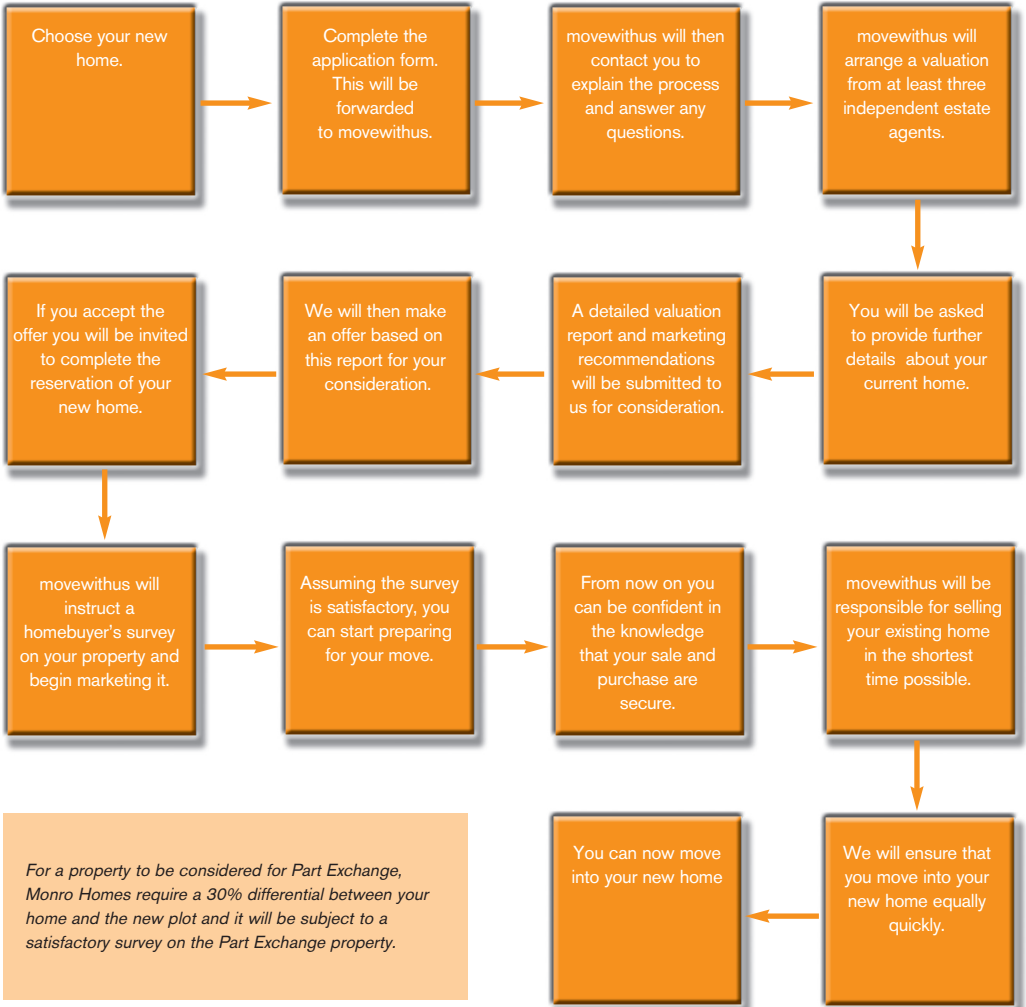 Choose your new
home.
Complete the
application form.
This will be
forwarded
to movewithus.
movewithus will then
contact you to
explain the process
and answer any
questions.
movewithus will
arrange a valuation
from at least three
independent estate
agents.
You will be asked
to provide further
details about your
current home.
A detailed valuation
report and marketing
recommendations
will be submitted to
us for consideration.
We will then make
an offer based on
this report for your
consideration.
If you accept the
offer you will be invited
to complete the
reservation of your
new home.
movewithus will
instruct a
homebuyer's survey
on your property and
begin marketing it.
Assuming the survey
is satisfactory, you
can start preparing
for your move.
From now on you
can be confident in
the knowledge
that your sale and
purchase are
secure.
movewithus will be
responsible for selling
your existing home
in the shortest
time possible.
We will ensure that
you move into your
new home equally
quickly.
You can now move
into your new home
For a property to be considered for Part Exchange,
Monro Homes require a 30% differential between your
home and the new plot and it will be subject to a
satisfactory survey on the Part Exchange property.